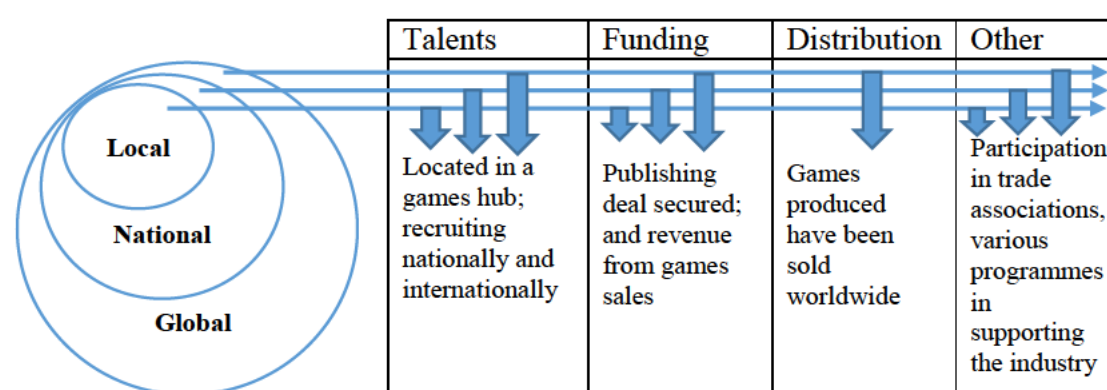 Talents
Funding
Distribution
Other
Local
National
Global
Located in a
games hub;
recruiting
nationally and
internationally
Publishing
deal secured;
and revenue
from games
sales
Games
produced
have been
sold
worldwide
Participation
in trade
associations,
various
programmes
in
supporting
the industry